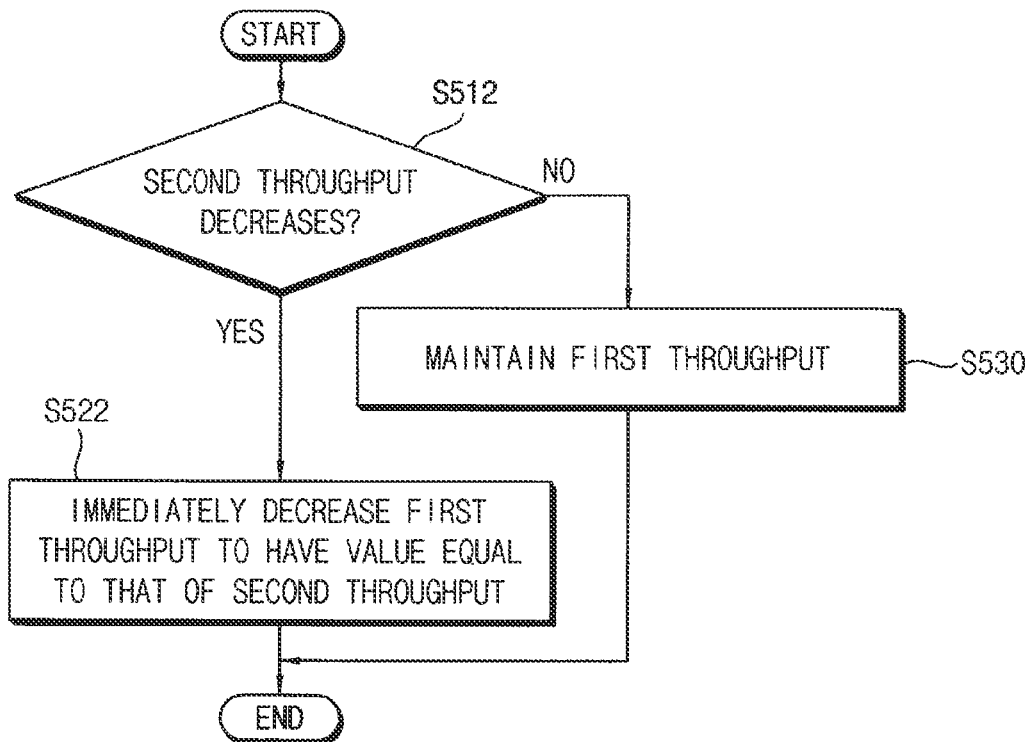 START
S512
SECOND THROUGHPUT
DECREASES?
NO
YES
MAINTAIN FIRST THROUGHPUT
S530
S522
IMMEDIATELY DECREASE FIRST
THROUGHPUT TO HAVE VALUE EQUAL
TO THAT OF SECOND THROUGHPUT
END